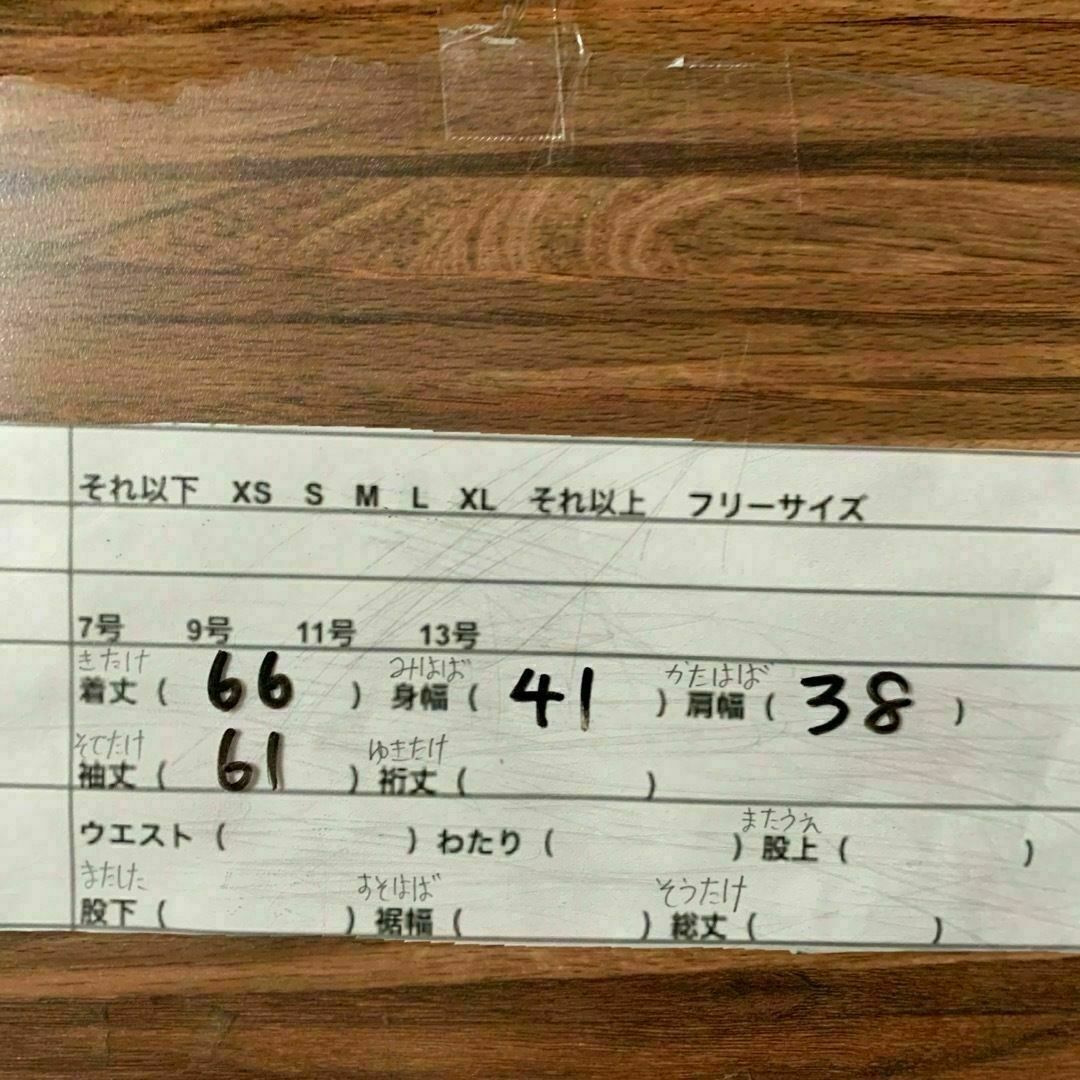 それ以下 XS S M L XL それ以上 フリーサイズ
7号 9号 11号 13号
きたけ みはば かたはば
着丈 ( 66 ) 身幅 ( 41 ) 肩幅 ( 38 )
そでたけ ゆきたけ
袖丈 ( 61 ) 裄丈 ( )
またうえ
ウエスト ( ) わたり ( ) 股上 ( )
またした すそはば そうたけ
股下 ( ) 裾幅 ( ) 総丈 ( )